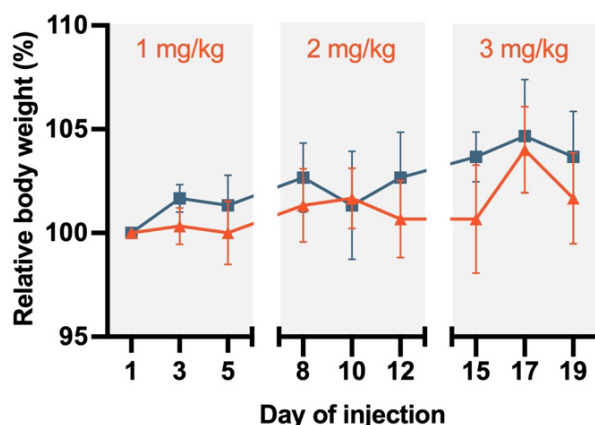 110
1 mg/kg
2 mg/kg
3 mg/kg
105
100
95
Relative body weight (%)
1 3 5 8 10 12 15 17 19
Day of injection